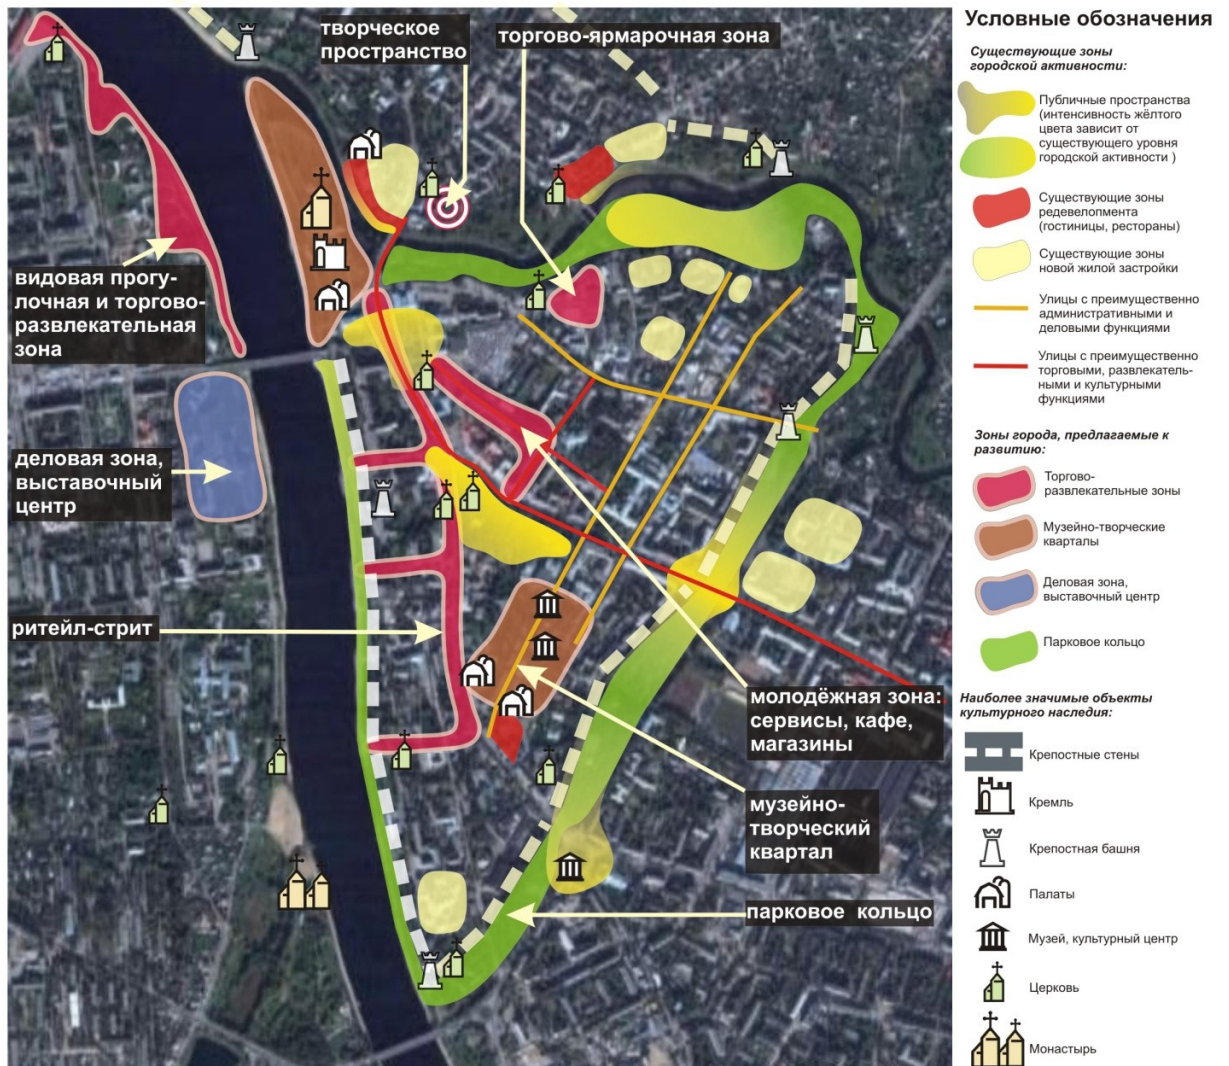 творческое
пространство
торгово-ярмарочная зона
видовая прогу-
лочная и торгово-
развлекательная
зона
деловая зона,
выставочный
центр
ритейл-стрит
молодёжная зона:
сервисы, кафе,
магазины
музейно-
творческий
квартал
парковое кольцо
Условные обозначения
Существующие зоны
городской активности:
Публичные пространства
(интенсивность жёлтого
цвета зависит от
существующего уровня
городской активности )
Существующие зоны
редевелопмента
(гостиницы, рестораны)
Существующие зоны
новой жилой застройки
Улицы с преимущественно
административными и
деловыми функциями
Улицы с преимущественно
торговыми, развлекатель-
ными и культурными
функциями
Зоны города, предлагаемые к
развитию:
Торгово-
развлекательные зоны
Музейно-творческие
кварталы
Деловая зона,
выставочный центр
Парковое кольцо
Наиболее значимые объекты
культурного наследия:
Крепостные стены
Кремль
Крепостная башня
Палаты
Музей, культурный центр
Церковь
Монастырь